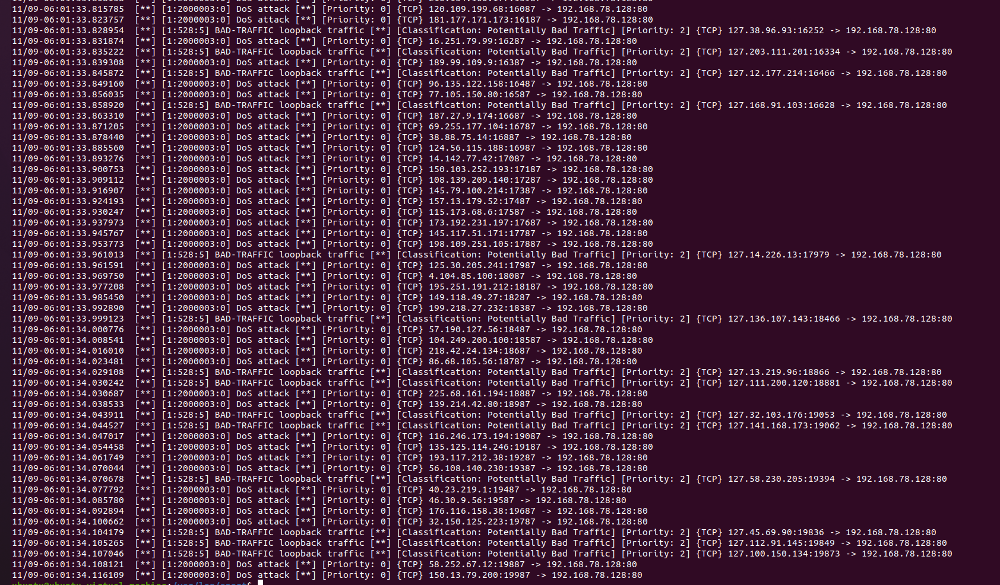 11/09-06:01:33.815785  [**] [1:2000003:0] DoS attack [**] [Priority: 0] {TCP} 120.109.199.68:16087 -> 192.168.78.128:80
11/09-06:01:33.823757  [**] [1:2000003:0] DoS attack [**] [Priority: 0] {TCP} 181.177.171.173:16187 -> 192.168.78.128:80
11/09-06:01:33.828954  [**] [1:528:5] BAD-TRAFFIC loopback traffic [**] [Classification: Potentially Bad Traffic] [Priority: 2] {TCP} 127.38.96.93:16252 -> 192.168.78.128:80
11/09-06:01:33.831874  [**] [1:2000003:0] DoS attack [**] [Priority: 0] {TCP} 16.251.79.99:16287 -> 192.168.78.128:80
11/09-06:01:33.835222  [**] [1:528:5] BAD-TRAFFIC loopback traffic [**] [Classification: Potentially Bad Traffic] [Priority: 2] {TCP} 127.203.111.201:16334 -> 192.168.78.128:80
11/09-06:01:33.839308  [**] [1:2000003:0] DoS attack [**] [Priority: 0] {TCP} 189.99.109.9:16387 -> 192.168.78.128:80
11/09-06:01:33.845872  [**] [1:528:5] BAD-TRAFFIC loopback traffic [**] [Classification: Potentially Bad Traffic] [Priority: 2] {TCP} 127.12.177.214:16466 -> 192.168.78.128:80
11/09-06:01:33.849160  [**] [1:2000003:0] DoS attack [**] [Priority: 0] {TCP} 96.135.122.158:16487 -> 192.168.78.128:80
11/09-06:01:33.856035  [**] [1:2000003:0] DoS attack [**] [Priority: 0] {TCP} 77.105.150.80:16587 -> 192.168.78.128:80
11/09-06:01:33.858920  [**] [1:528:5] BAD-TRAFFIC loopback traffic [**] [Classification: Potentially Bad Traffic] [Priority: 2] {TCP} 127.168.91.103:16628 -> 192.168.78.128:80
11/09-06:01:33.863310  [**] [1:2000003:0] DoS attack [**] [Priority: 0] {TCP} 187.27.9.174:16687 -> 192.168.78.128:80
11/09-06:01:33.871205  [**] [1:2000003:0] DoS attack [**] [Priority: 0] {TCP} 69.255.177.104:16787 -> 192.168.78.128:80
11/09-06:01:33.878440  [**] [1:2000003:0] DoS attack [**] [Priority: 0] {TCP} 38.88.75.14:16887 -> 192.168.78.128:80
11/09-06:01:33.885560  [**] [1:2000003:0] DoS attack [**] [Priority: 0] {TCP} 124.56.115.188:16987 -> 192.168.78.128:80
11/09-06:01:33.893276  [**] [1:2000003:0] DoS attack [**] [Priority: 0] {TCP} 14.142.77.42:17087 -> 192.168.78.128:80
11/09-06:01:33.900753  [**] [1:2000003:0] DoS attack [**] [Priority: 0] {TCP} 150.103.252.193:17187 -> 192.168.78.128:80
11/09-06:01:33.909112  [**] [1:2000003:0] DoS attack [**] [Priority: 0] {TCP} 108.139.209.140:17287 -> 192.168.78.128:80
11/09-06:01:33.916907  [**] [1:2000003:0] DoS attack [**] [Priority: 0] {TCP} 145.79.100.214:17387 -> 192.168.78.128:80
11/09-06:01:33.924193  [**] [1:2000003:0] DoS attack [**] [Priority: 0] {TCP} 157.13.179.52:17487 -> 192.168.78.128:80
11/09-06:01:33.930247  [**] [1:2000003:0] DoS attack [**] [Priority: 0] {TCP} 115.173.68.6:17587 -> 192.168.78.128:80
11/09-06:01:33.937973  [**] [1:2000003:0] DoS attack [**] [Priority: 0] {TCP} 173.192.231.197:17687 -> 192.168.78.128:80
11/09-06:01:33.945767  [**] [1:2000003:0] DoS attack [**] [Priority: 0] {TCP} 145.117.51.171:17787 -> 192.168.78.128:80
11/09-06:01:33.953773  [**] [1:2000003:0] DoS attack [**] [Priority: 0] {TCP} 198.109.251.105:17887 -> 192.168.78.128:80
11/09-06:01:33.961013  [**] [1:528:5] BAD-TRAFFIC loopback traffic [**] [Classification: Potentially Bad Traffic] [Priority: 2] {TCP} 127.14.226.13:17979 -> 192.168.78.128:80
11/09-06:01:33.961591  [**] [1:2000003:0] DoS attack [**] [Priority: 0] {TCP} 125.30.205.241:17987 -> 192.168.78.128:80
11/09-06:01:33.969750  [**] [1:2000003:0] DoS attack [**] [Priority: 0] {TCP} 4.104.85.100:18087 -> 192.168.78.128:80
11/09-06:01:33.977208  [**] [1:2000003:0] DoS attack [**] [Priority: 0] {TCP} 195.251.191.212:18187 -> 192.168.78.128:80
11/09-06:01:33.985450  [**] [1:2000003:0] DoS attack [**] [Priority: 0] {TCP} 149.118.49.27:18287 -> 192.168.78.128:80
11/09-06:01:33.992890  [**] [1:2000003:0] DoS attack [**] [Priority: 0] {TCP} 199.218.27.232:18387 -> 192.168.78.128:80
11/09-06:01:33.999123  [**] [1:528:5] BAD-TRAFFIC loopback traffic [**] [Classification: Potentially Bad Traffic] [Priority: 2] {TCP} 127.136.107.143:18466 -> 192.168.78.128:80
11/09-06:01:34.000776  [**] [1:2000003:0] DoS attack [**] [Priority: 0] {TCP} 57.190.127.56:18487 -> 192.168.78.128:80
11/09-06:01:34.008541  [**] [1:2000003:0] DoS attack [**] [Priority: 0] {TCP} 104.249.200.100:18587 -> 192.168.78.128:80
11/09-06:01:34.016010  [**] [1:2000003:0] DoS attack [**] [Priority: 0] {TCP} 218.42.24.134:18687 -> 192.168.78.128:80
11/09-06:01:34.023481  [**] [1:2000003:0] DoS attack [**] [Priority: 0] {TCP} 86.68.105.56:18787 -> 192.168.78.128:80
11/09-06:01:34.029108  [**] [1:528:5] BAD-TRAFFIC loopback traffic [**] [Classification: Potentially Bad Traffic] [Priority: 2] {TCP} 127.13.219.96:18866 -> 192.168.78.128:80
11/09-06:01:34.030242  [**] [1:528:5] BAD-TRAFFIC loopback traffic [**] [Classification: Potentially Bad Traffic] [Priority: 2] {TCP} 127.111.200.120:18881 -> 192.168.78.128:80
11/09-06:01:34.030687  [**] [1:2000003:0] DoS attack [**] [Priority: 0] {TCP} 225.68.161.194:18887 -> 192.168.78.128:80
11/09-06:01:34.038533  [**] [1:2000003:0] DoS attack [**] [Priority: 0] {TCP} 139.214.42.80:18987 -> 192.168.78.128:80
11/09-06:01:34.043911  [**] [1:528:5] BAD-TRAFFIC loopback traffic [**] [Classification: Potentially Bad Traffic] [Priority: 2] {TCP} 127.32.103.176:19053 -> 192.168.78.128:80
11/09-06:01:34.044527  [**] [1:528:5] BAD-TRAFFIC loopback traffic [**] [Classification: Potentially Bad Traffic] [Priority: 2] {TCP} 127.141.168.173:19062 -> 192.168.78.128:80
11/09-06:01:34.047017  [**] [1:2000003:0] DoS attack [**] [Priority: 0] {TCP} 116.246.173.194:19087 -> 192.168.78.128:80
11/09-06:01:34.054458  [**] [1:2000003:0] DoS attack [**] [Priority: 0] {TCP} 135.125.114.246:19187 -> 192.168.78.128:80
11/09-06:01:34.061749  [**] [1:2000003:0] DoS attack [**] [Priority: 0] {TCP} 193.117.212.38:19287 -> 192.168.78.128:80
11/09-06:01:34.070044  [**] [1:2000003:0] DoS attack [**] [Priority: 0] {TCP} 56.108.140.230:19387 -> 192.168.78.128:80
11/09-06:01:34.070678  [**] [1:528:5] BAD-TRAFFIC loopback traffic [**] [Classification: Potentially Bad Traffic] [Priority: 2] {TCP} 127.58.230.205:19394 -> 192.168.78.128:80
11/09-06:01:34.077792  [**] [1:2000003:0] DoS attack [**] [Priority: 0] {TCP} 40.23.219.1:19487 -> 192.168.78.128:80
11/09-06:01:34.085780  [**] [1:2000003:0] DoS attack [**] [Priority: 0] {TCP} 46.30.9.56:19587 -> 192.168.78.128:80
11/09-06:01:34.092894  [**] [1:2000003:0] DoS attack [**] [Priority: 0] {TCP} 176.116.158.38:19687 -> 192.168.78.128:80
11/09-06:01:34.100662  [**] [1:2000003:0] DoS attack [**] [Priority: 0] {TCP} 32.150.125.223:19787 -> 192.168.78.128:80
11/09-06:01:34.104179  [**] [1:528:5] BAD-TRAFFIC loopback traffic [**] [Classification: Potentially Bad Traffic] [Priority: 2] {TCP} 127.45.69.90:19836 -> 192.168.78.128:80
11/09-06:01:34.105265  [**] [1:528:5] BAD-TRAFFIC loopback traffic [**] [Classification: Potentially Bad Traffic] [Priority: 2] {TCP} 127.112.91.145:19849 -> 192.168.78.128:80
11/09-06:01:34.107046  [**] [1:528:5] BAD-TRAFFIC loopback traffic [**] [Classification: Potentially Bad Traffic] [Priority: 2] {TCP} 127.100.150.134:19873 -> 192.168.78.128:80
11/09-06:01:34.108121  [**] [1:2000003:0] DoS attack [**] [Priority: 0] {TCP} 58.252.67.12:19887 -> 192.168.78.128:80
11/09-06:01:34.116109  [**] [1:2000003:0] DoS attack [**] [Priority: 0] {TCP} 150.13.79.200:19987 -> 192.168.78.128:80